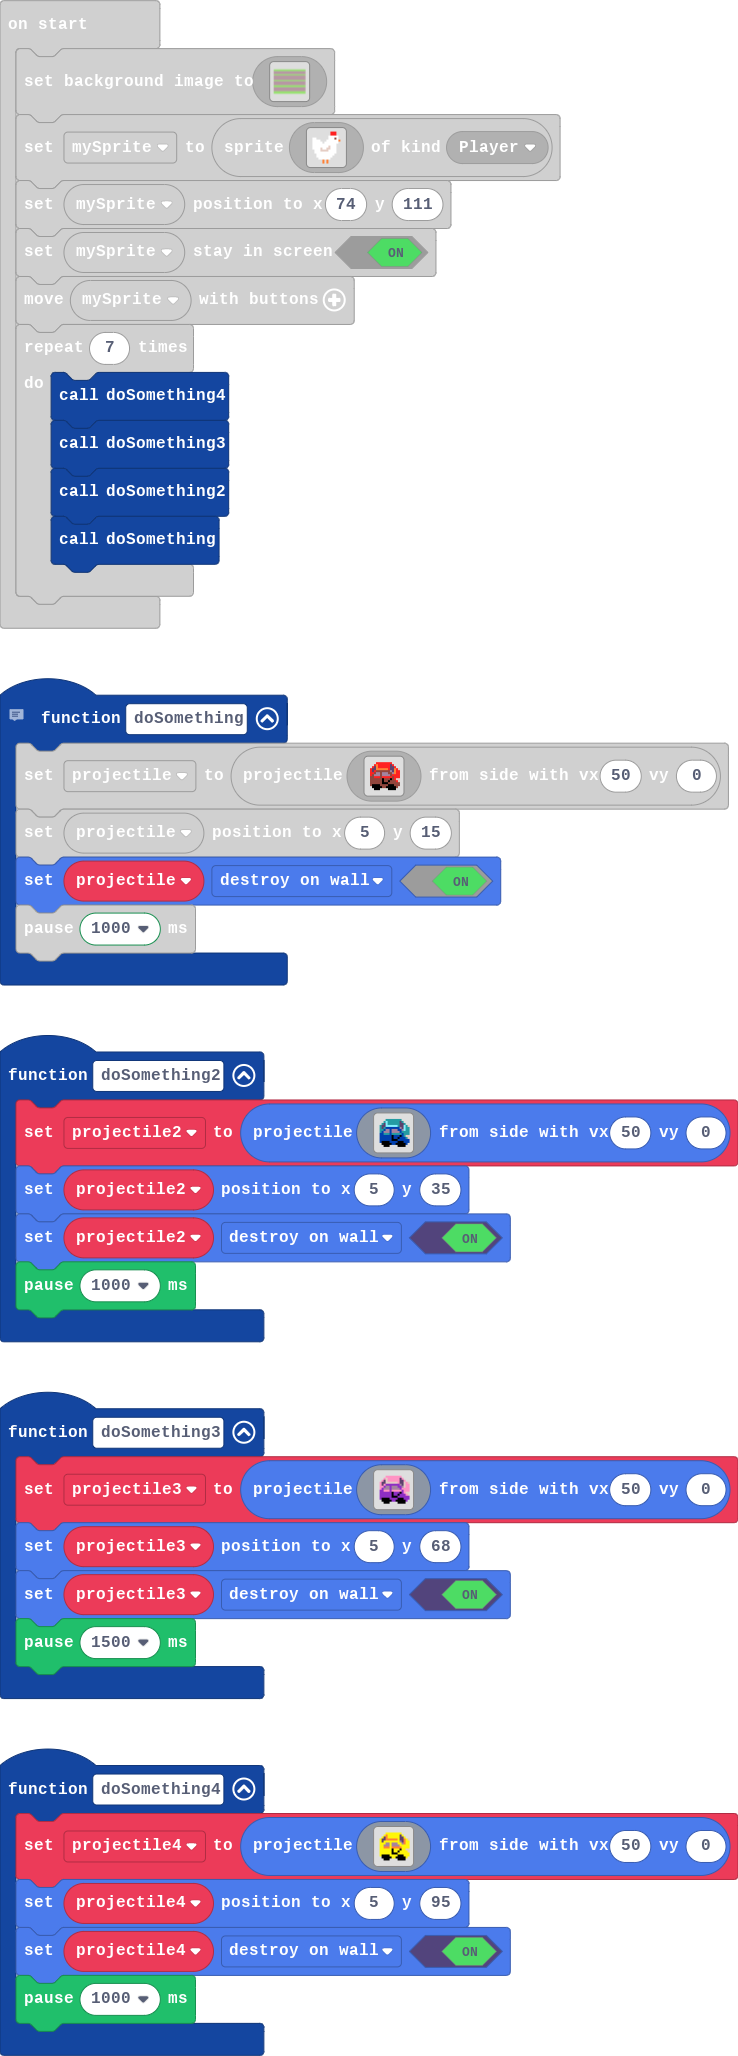 on start
set background image to
set mySprite to sprite of kind Player
set mySprite position to x 74 y 111
set mySprite stay in screen ON
move mySprite with buttons
repeat 7 times
do
call doSomething4
call doSomething3
call doSomething2
call doSomething
function doSomething
set projectile to projectile from side with vx 50 vy 0
set projectile position to x 5 y 15
set projectile destroy on wall ON
pause 1000 ms
function doSomething2
set projectile2 to projectile from side with vx 50 vy 0
set projectile2 position to x 5 y 35
set projectile2 destroy on wall ON
pause 1000 ms
function doSomething3
set projectile3 to projectile from side with vx 50 vy 0
set projectile3 position to x 5 y 68
set projectile3 destroy on wall ON
pause 1500 ms
function doSomething4
set projectile4 to projectile from side with vx 50 vy 0
set projectile4 position to x 5 y 95
set projectile4 destroy on wall ON
pause 1000 ms